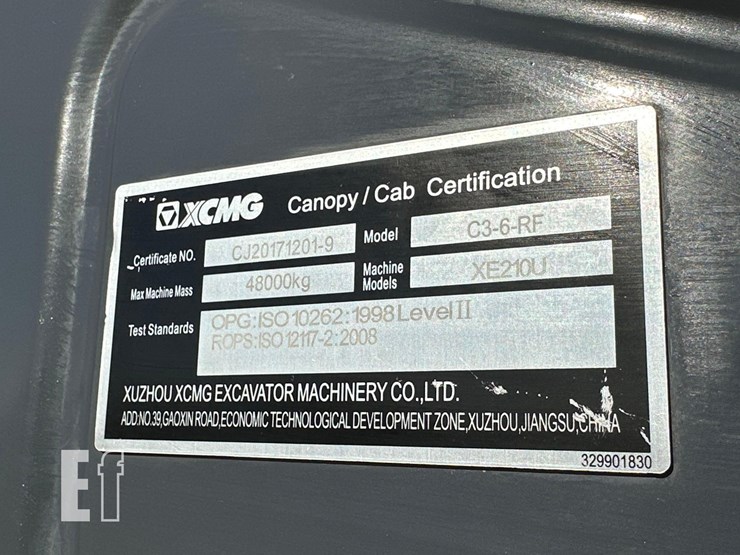 XCMG Canopy / Cab Certification
Certificate NO. CJ20171201-9 Model C3-6-RF
Max Machine Mass 48000kg Machine Models XE210U
Test Standards OPG:ISO 10262:1998 Level II
ROPS:ISO 12117-2:2008
XUZHOU XCMG EXCAVATOR MACHINERY CO.,LTD.
ADD:NO.39,GAOXIN ROAD,ECONOMIC TECHNOLOGICAL DEVELOPMENT ZONE,XUZHOU,JIANGSU,CHINA
329901830
Ef